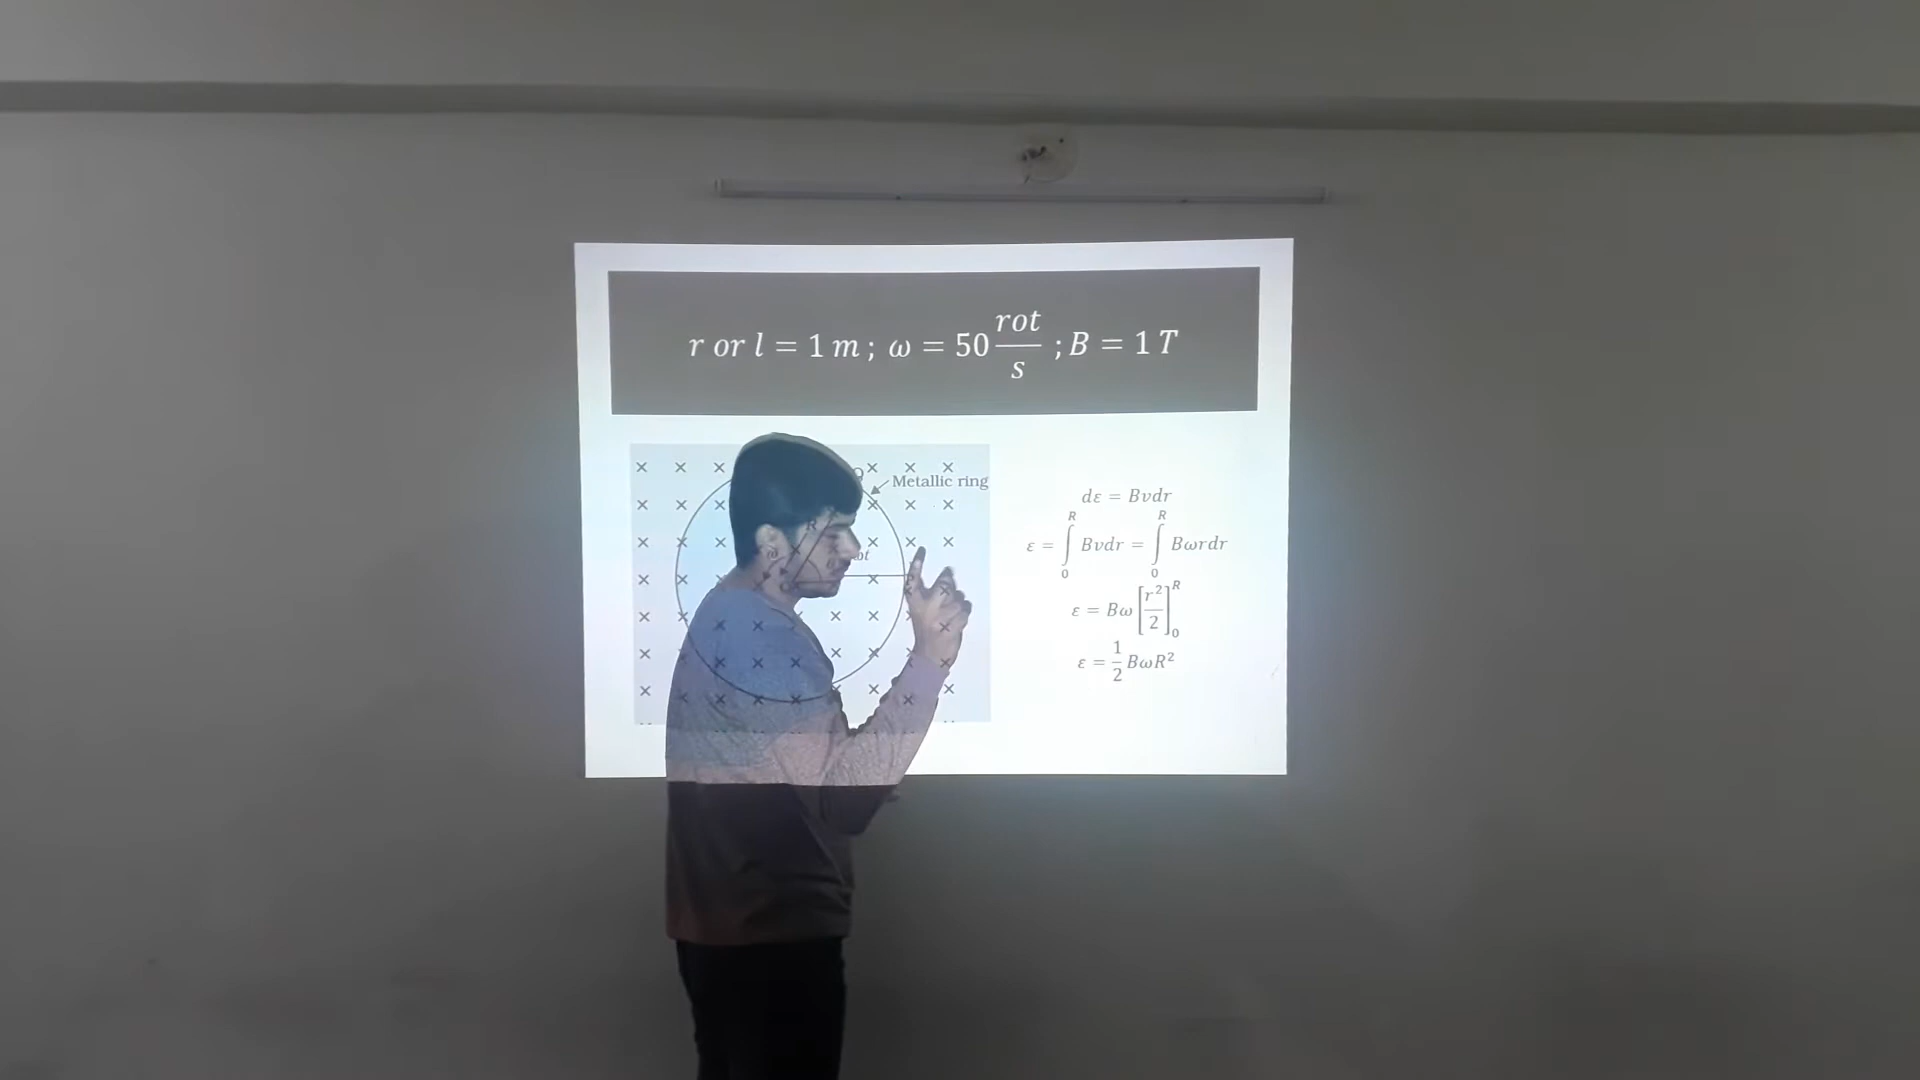 r or l = 1 m ; ω = 50 rot/s ; B = 1 T
Metallic ring
R
ω
dε = Bvdr
ε = ∫₀ᴿ Bvdr = ∫₀ᴿ Bωrdr
ε = Bω [r²/2]₀ᴿ
ε = 1/2 BωR²